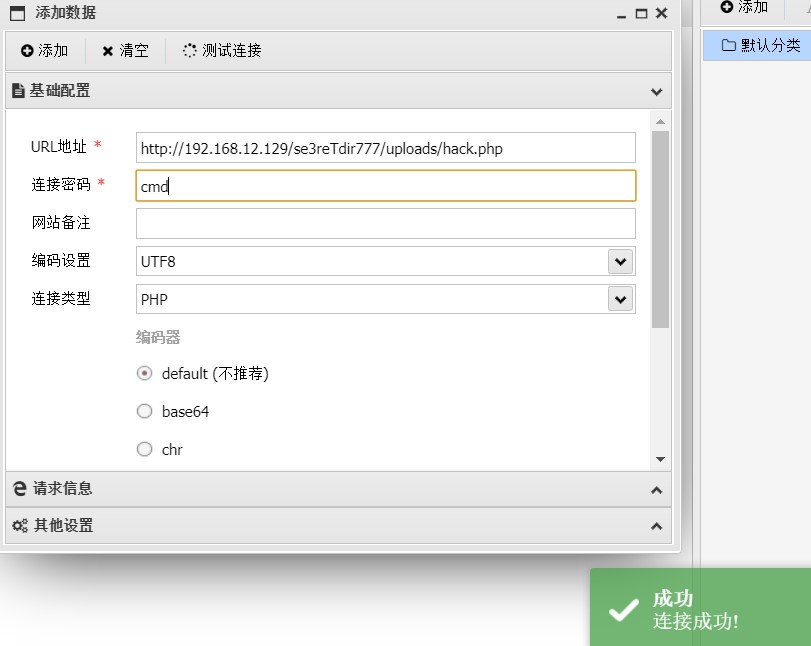 添加数据
添加
清空
测试连接
基础配置
URL地址 *
http://192.168.12.129/se3reTdir777/uploads/hack.php
连接密码 *
cmd
网站备注
编码设置
UTF8
连接类型
PHP
编码器
default (不推荐)
base64
chr
请求信息
其他设置
添加
默认分类
成功
连接成功!